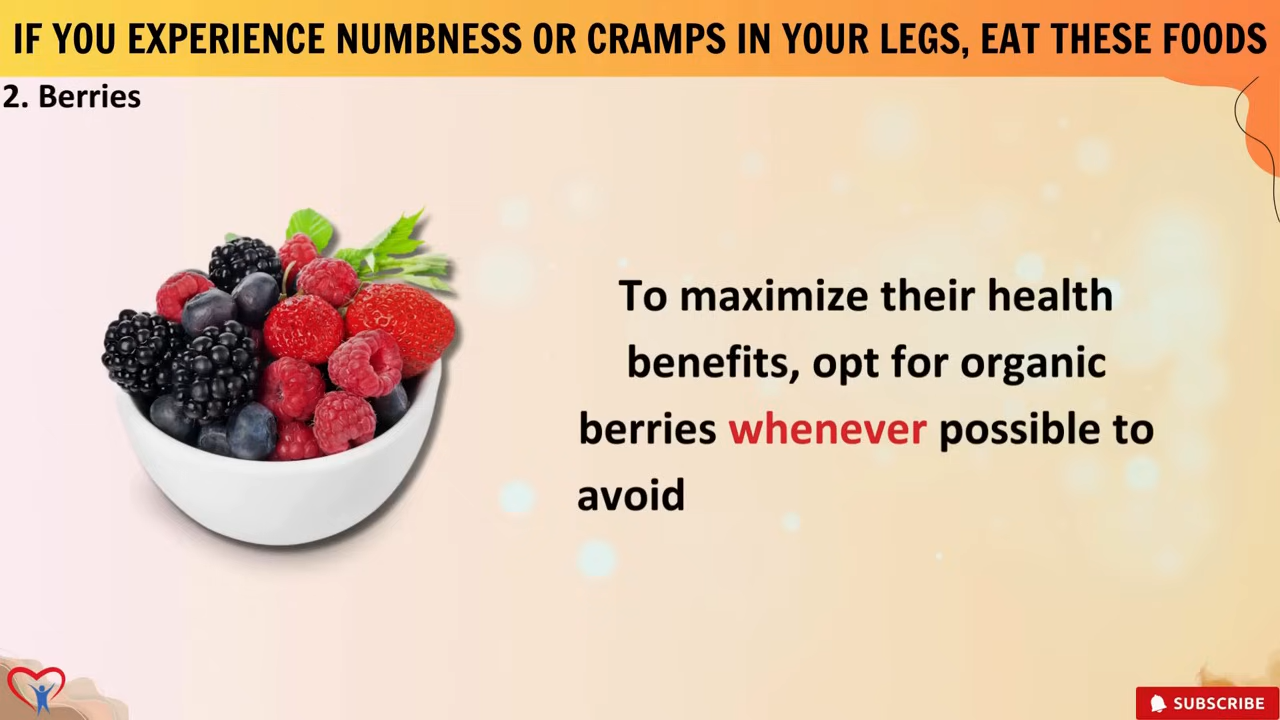 IF YOU EXPERIENCE NUMBNESS OR CRAMPS IN YOUR LEGS, EAT THESE FOODS
2. Berries
To maximize their health
benefits, opt for organic
berries whenever possible to
avoid
SUBSCRIBE